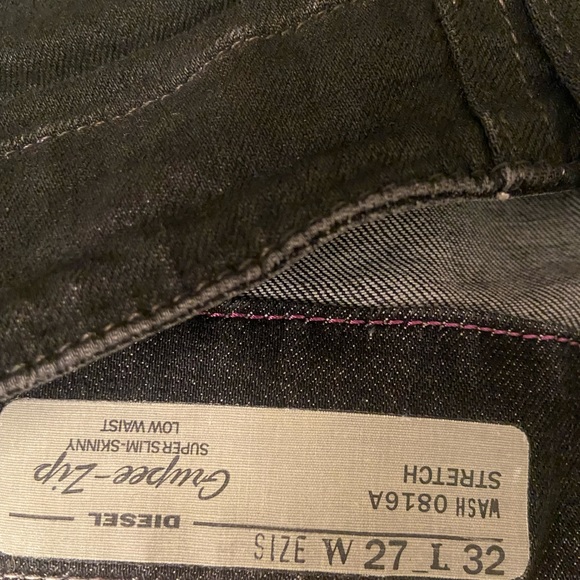 DIESEL
Grupee-Zip
SUPER SLIM-SKINNY
LOW WAIST
WASH 0816A
STRETCH
SIZE W 27 L 32